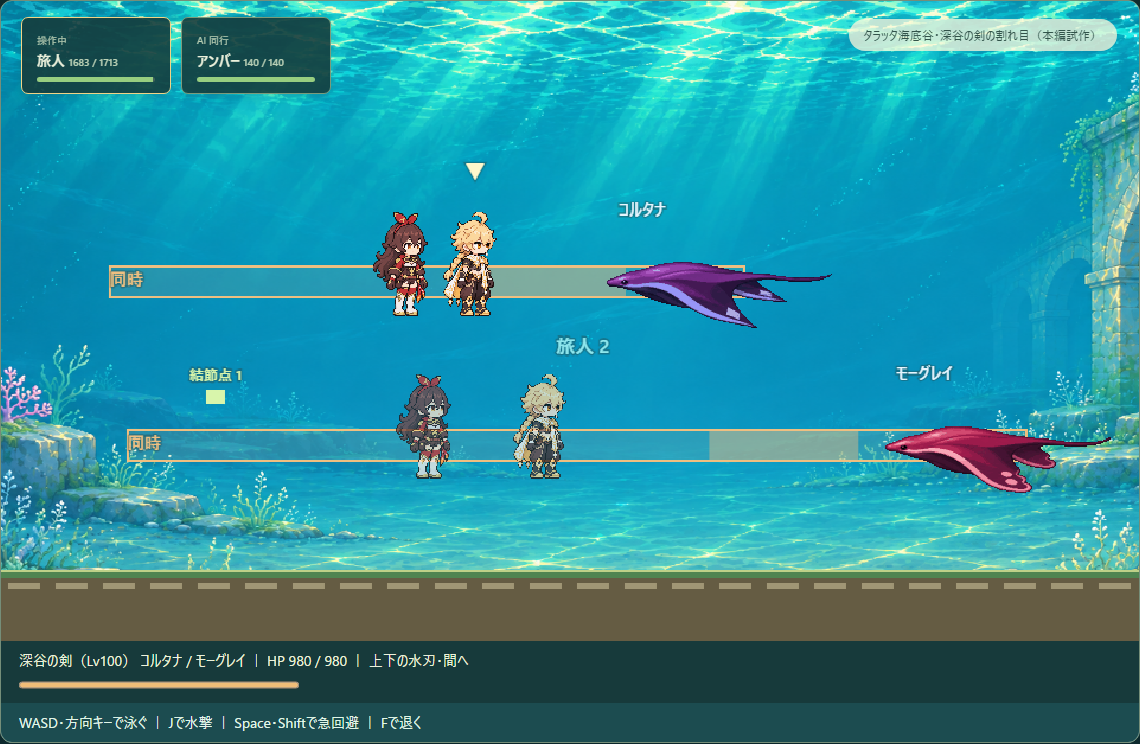 操作中
旅人 1683 / 1713
AI 同行
アンバー 140 / 140
タラッタ海底谷・深谷の剣の割れ目（本編試作）
コルタナ
同時
旅人 2
結節点 1
モーグレイ
同時
深谷の剣（Lv100） コルタナ / モーグレイ ｜ HP 980 / 980 ｜ 上下の水刃・間へ
WASD・方向キーで泳ぐ ｜ Jで水撃 ｜ Space・Shiftで急回避 ｜ Fで退く